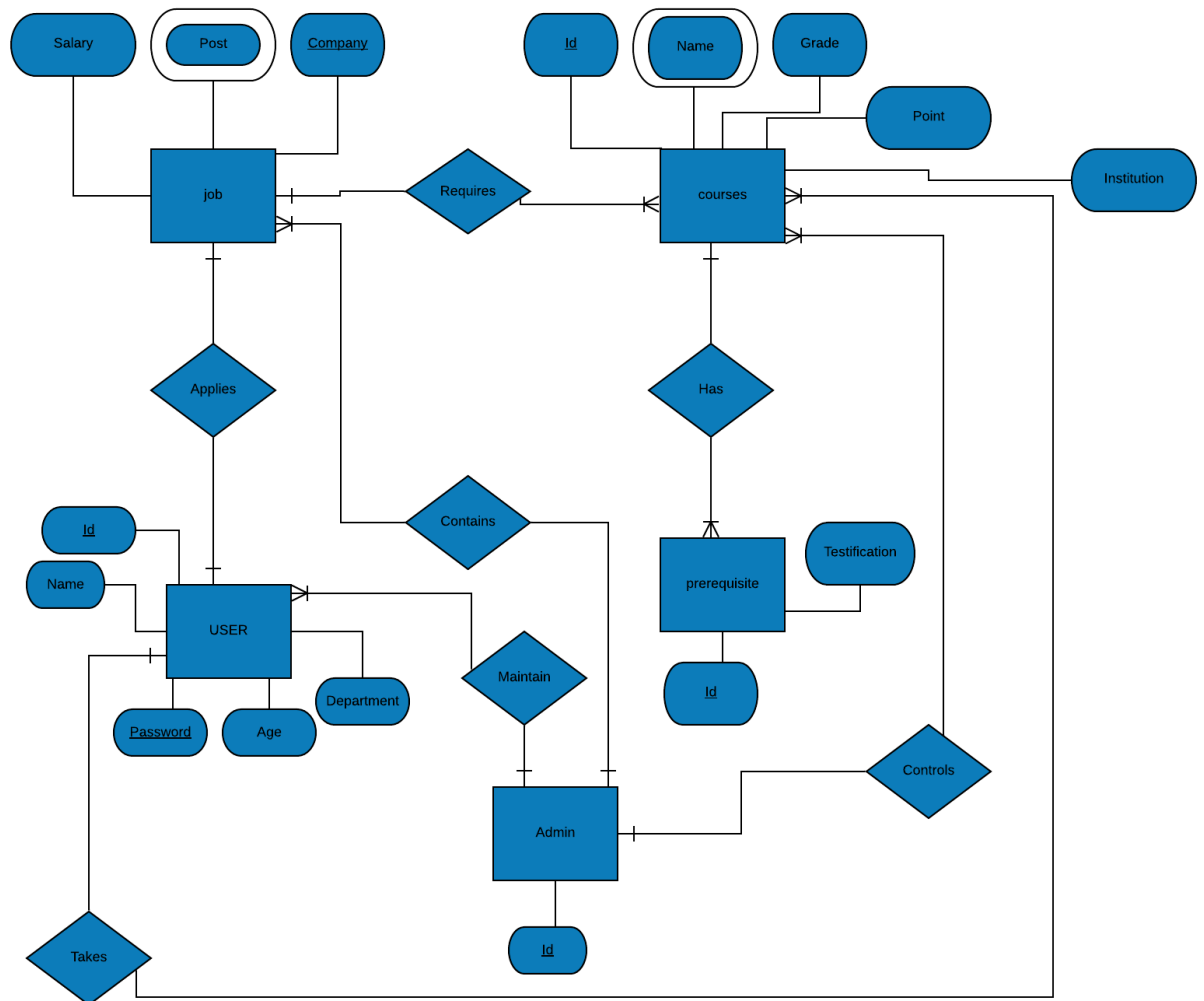 Salary
Post
Company
Id
Name
Grade
Point
Institution
job
Requires
courses
Applies
Has
Contains
Id
Name
USER
Testification
prerequisite
Maintain
Id
Department
Password
Age
Controls
Admin
Id
Takes